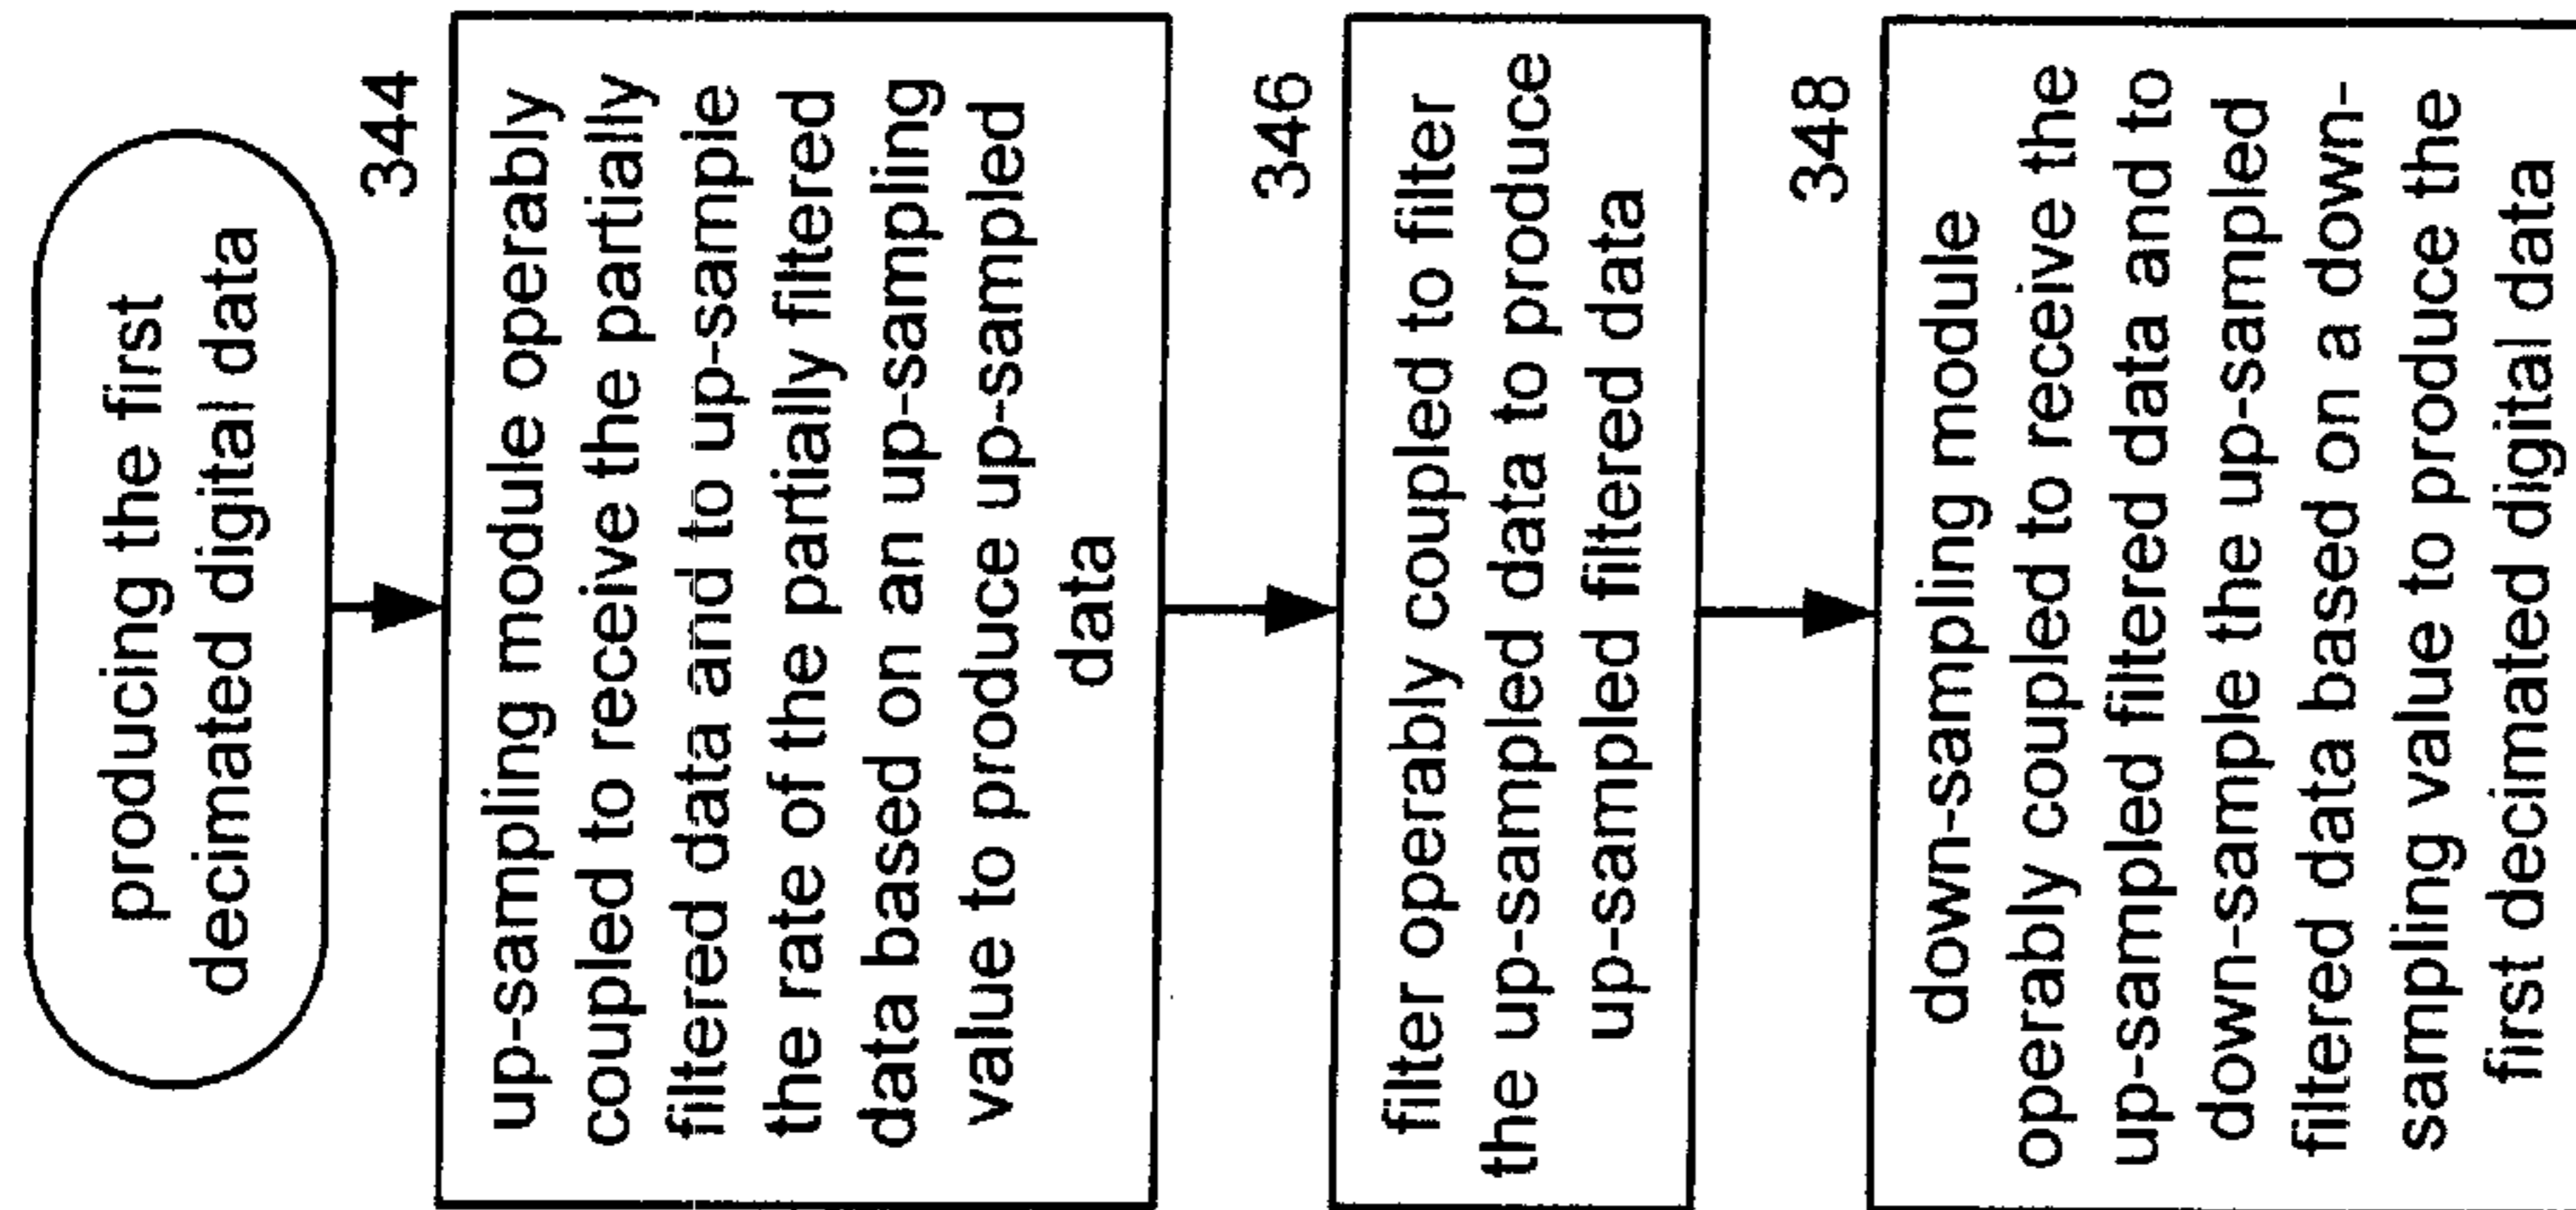 producing the first
decimated digital data
344
up-sampling module operably
coupled to receive the partially
filtered data and to up-sample
the rate of the partially filtered
data based on an up-sampling
value to produce up-sampled
data
346
filter operably coupled to filter
the up-sampled data to produce
up-sampled filtered data
348
down-sampling module
operably coupled to receive the
up-sampled filtered data and to
down-sample the up-sampled
filtered data based on a down-
sampling value to produce the
first decimated digital data